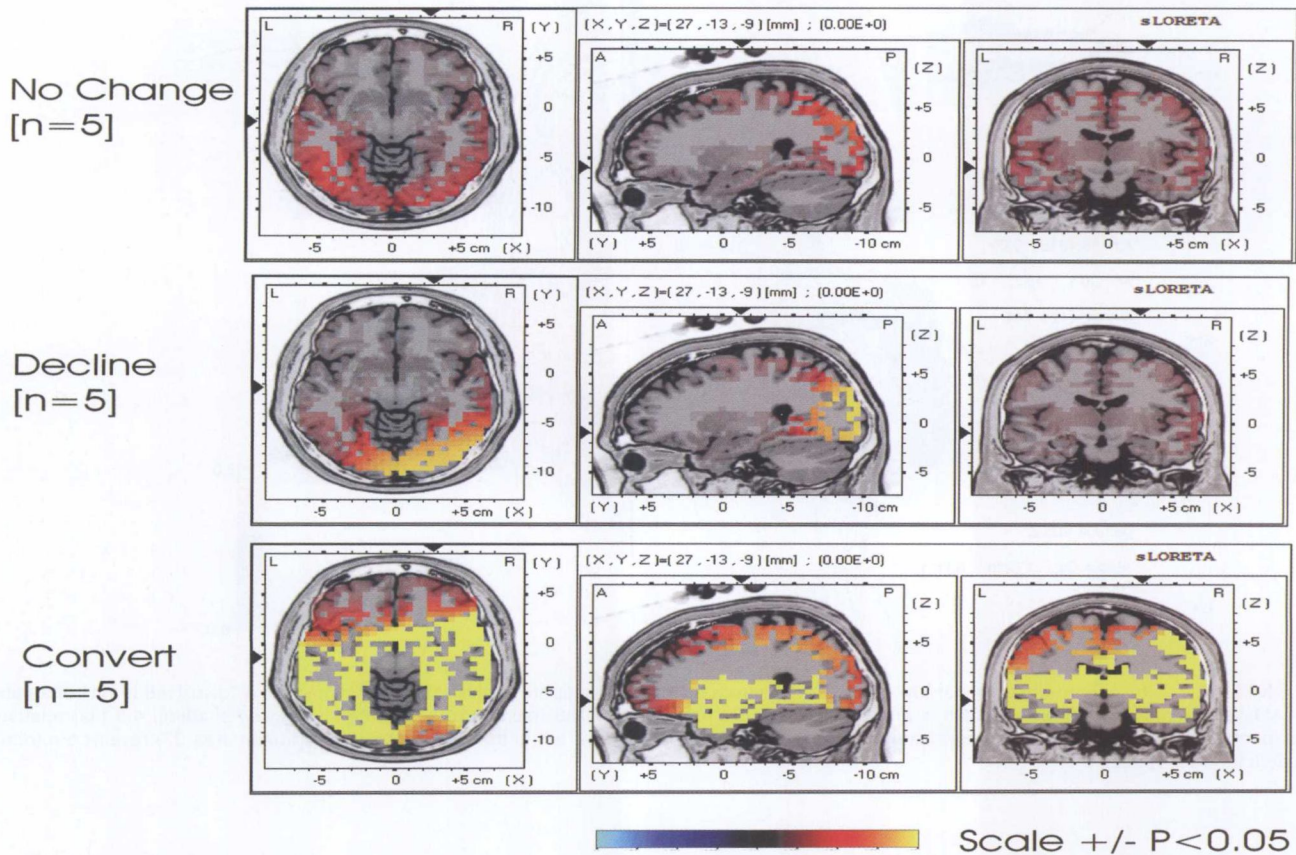 L R (Y)
(X,Y,Z)=(27,-13,-9)[mm] ; (0.00E+0)
sLORETA
A P (Z)
L R (Z)
No Change
[n=5]
+5
0
-5
-10
+5
0
-5
+5
0
-5
-5 0 +5 cm (X)
(Y) +5 0 -5 -10 cm
-5 0 +5 cm (X)
L R (Y)
(X,Y,Z)=(27,-13,-9)[mm] ; (0.00E+0)
sLORETA
A P (Z)
L R (Z)
Decline
[n=5]
+5
0
-5
-10
+5
0
-5
+5
0
-5
-5 0 +5 cm (X)
(Y) +5 0 -5 -10 cm
-5 0 +5 cm (X)
L R (Y)
(X,Y,Z)=(27,-13,-9)[mm] ; (0.00E+0)
sLORETA
A P (Z)
L R (Z)
Convert
[n=5]
+5
0
-5
-10
+5
0
-5
+5
0
-5
-5 0 +5 cm (X)
(Y) +5 0 -5 -10 cm
-5 0 +5 cm (X)
Scale +/- P<0.05